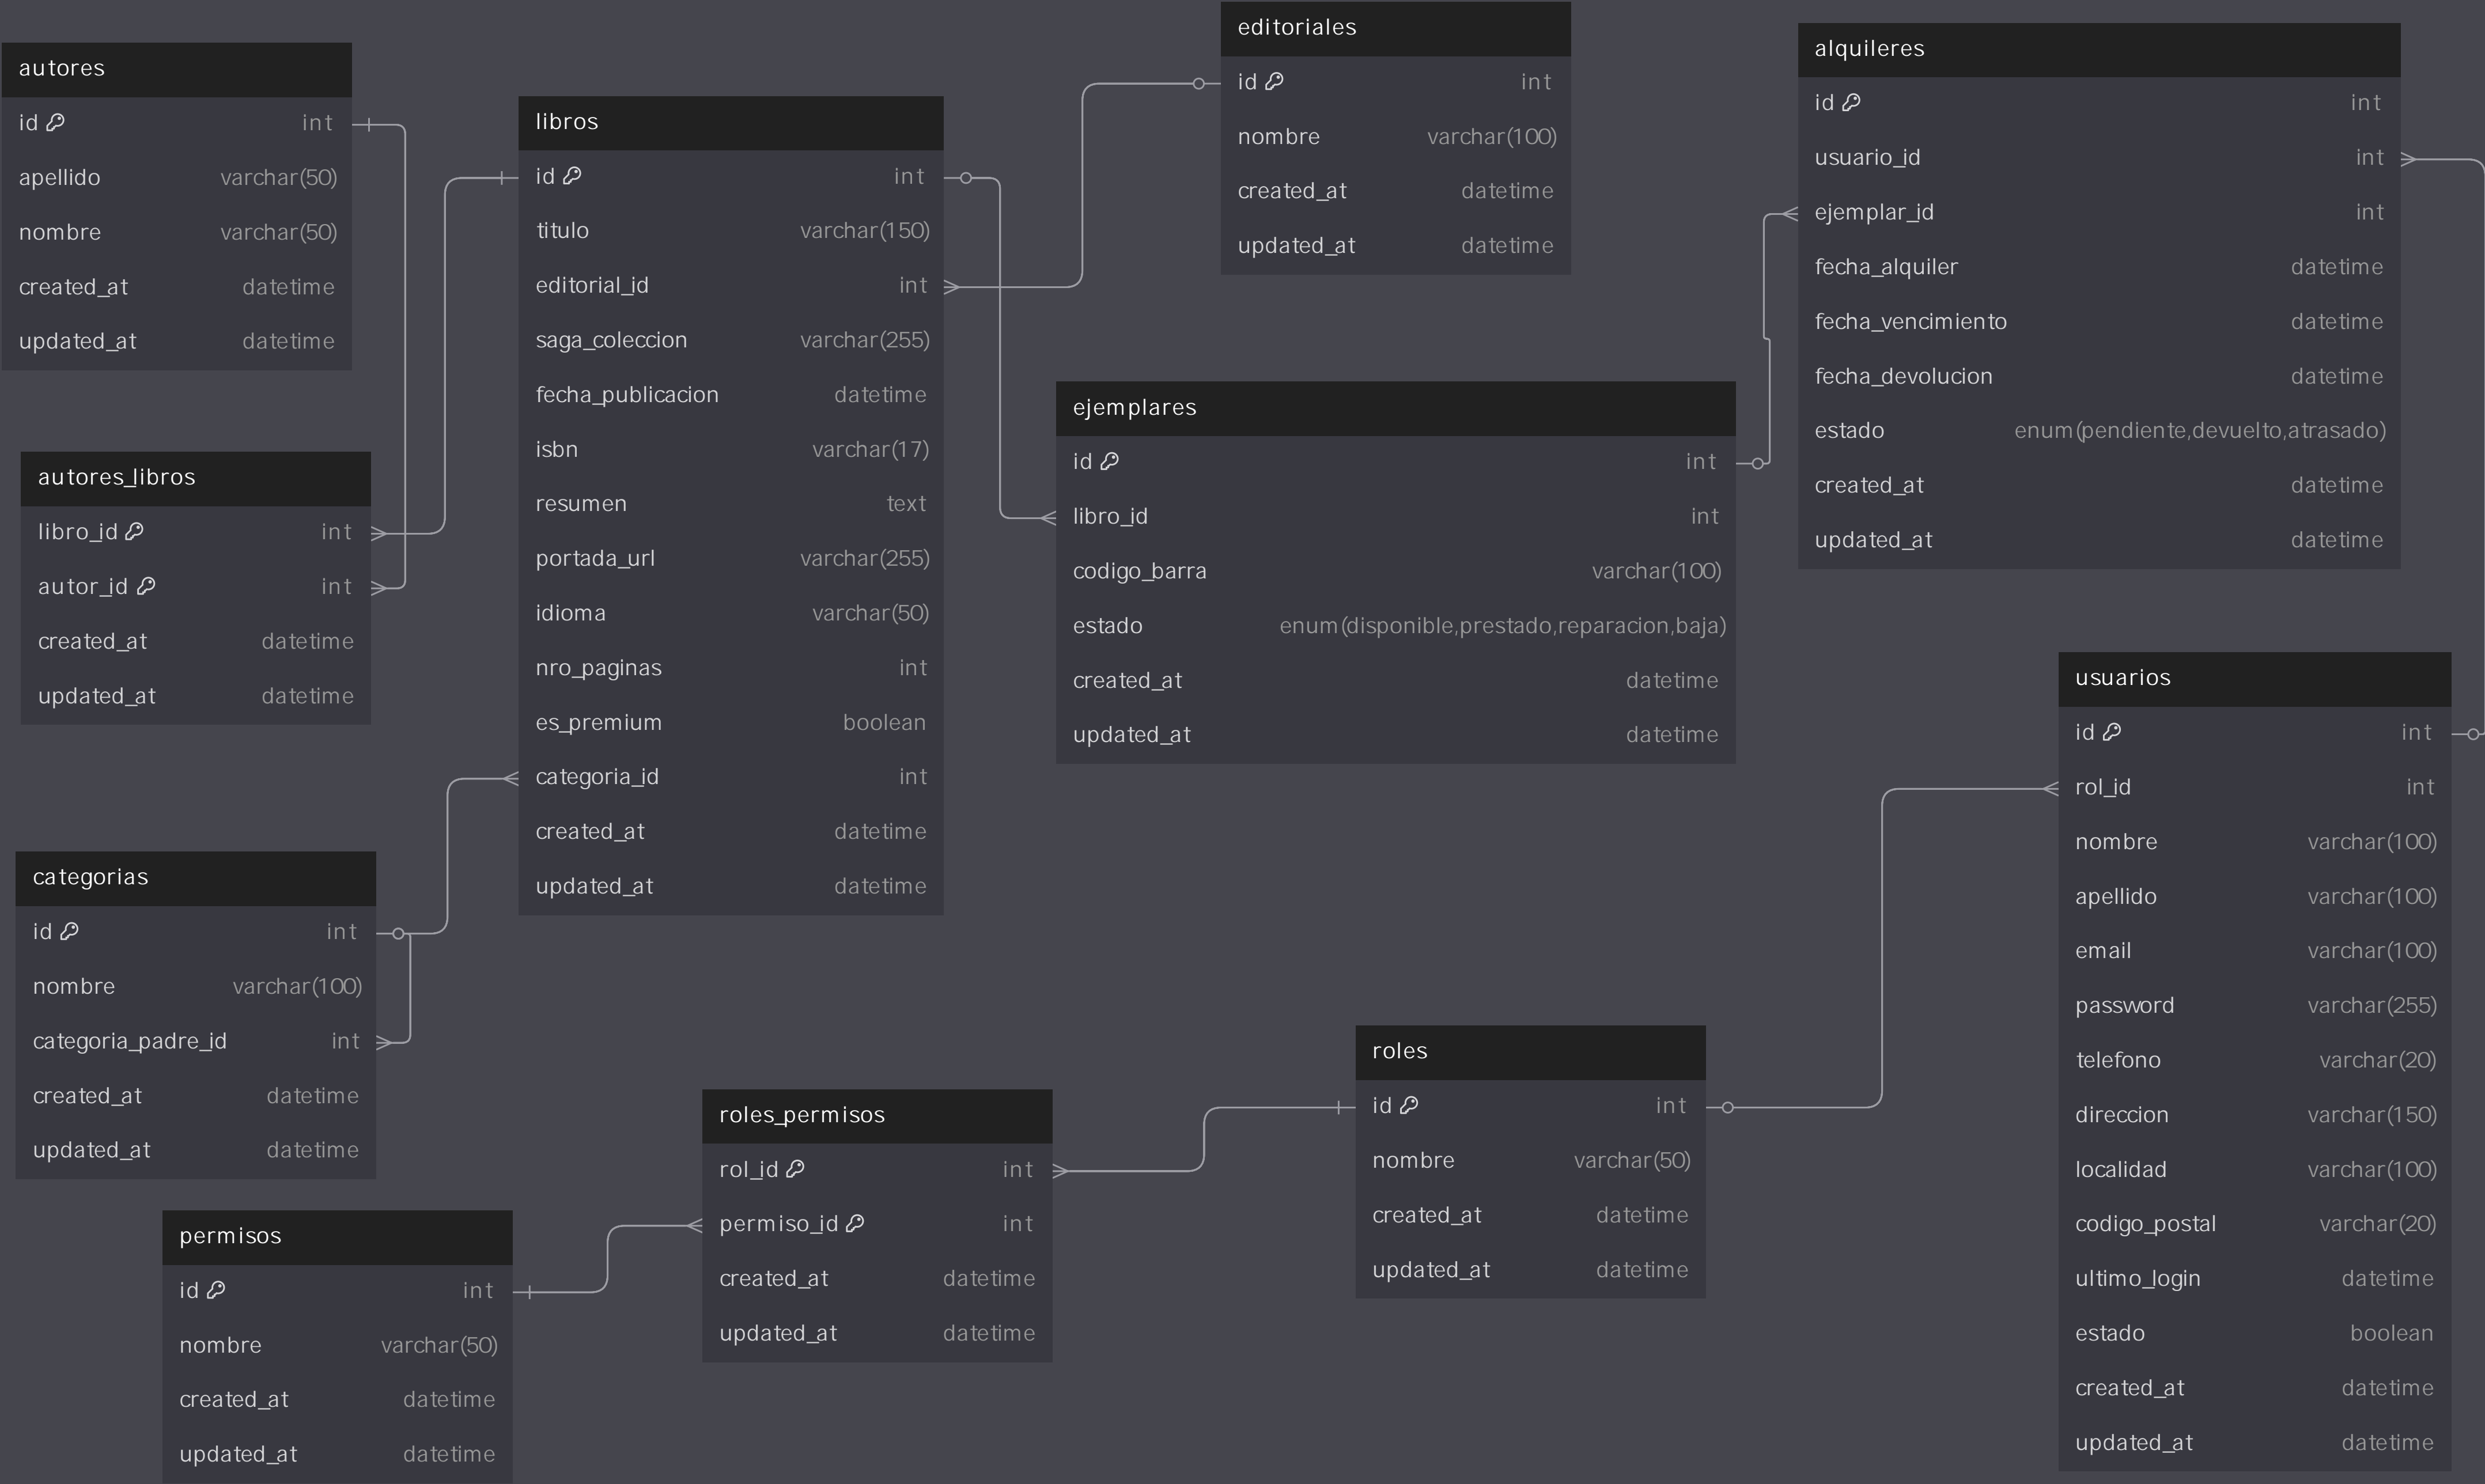 autores
id int
apellido varchar(50)
nombre varchar(50)
created_at datetime
updated_at datetime
autores_libros
libro_id int
autor_id int
created_at datetime
updated_at datetime
categorias
id int
nombre varchar(100)
categoria_padre_id int
created_at datetime
updated_at datetime
permisos
id int
nombre varchar(50)
created_at datetime
updated_at datetime
libros
id int
titulo varchar(150)
editorial_id int
saga_coleccion varchar(255)
fecha_publicacion datetime
isbn varchar(17)
resumen text
portada_url varchar(255)
idioma varchar(50)
nro_paginas int
es_premium boolean
categoria_id int
created_at datetime
updated_at datetime
roles_permisos
rol_id int
permiso_id int
created_at datetime
updated_at datetime
editoriales
id int
nombre varchar(100)
created_at datetime
updated_at datetime
ejemplares
id int
libro_id int
codigo_barra varchar(100)
estado enum(disponible,prestado,reparacion,baja)
created_at datetime
updated_at datetime
roles
id int
nombre varchar(50)
created_at datetime
updated_at datetime
alquileres
id int
usuario_id int
ejemplar_id int
fecha_alquiler datetime
fecha_vencimiento datetime
fecha_devolucion datetime
estado enum(pendiente,devuelto,atrasado)
created_at datetime
updated_at datetime
usuarios
id int
rol_id int
nombre varchar(100)
apellido varchar(100)
email varchar(100)
password varchar(255)
telefono varchar(20)
direccion varchar(150)
localidad varchar(100)
codigo_postal varchar(20)
ultimo_login datetime
estado boolean
created_at datetime
updated_at datetime